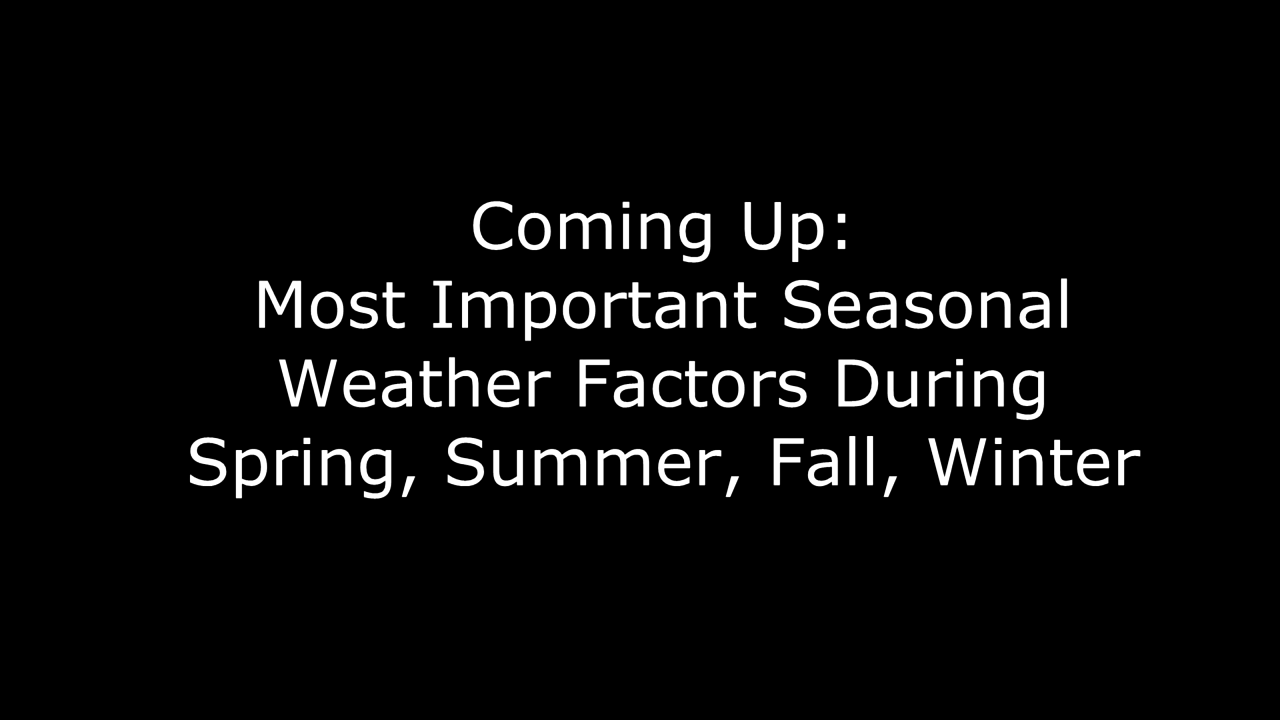 Coming Up:
Most Important Seasonal
Weather Factors During
Spring, Summer, Fall, Winter